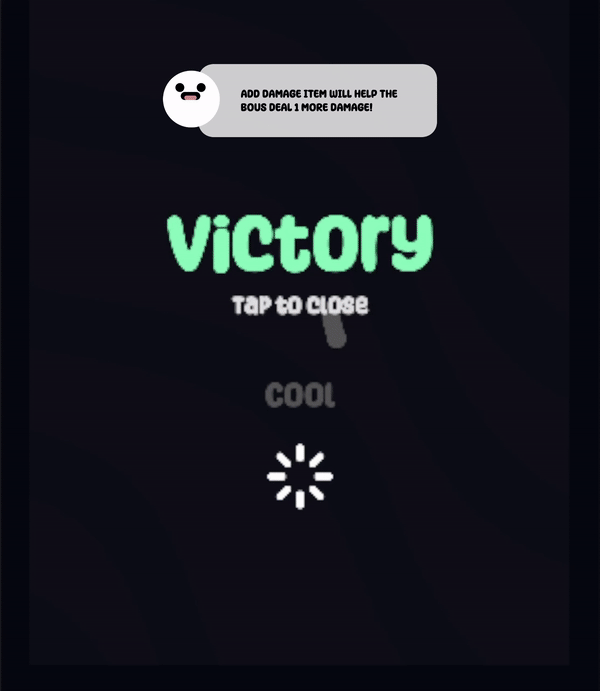 ADD DAMAGE ITEM WILL HELP THE
BOUS DEAL 1 MORE DAMAGE!
Victory
Tap to close
cool